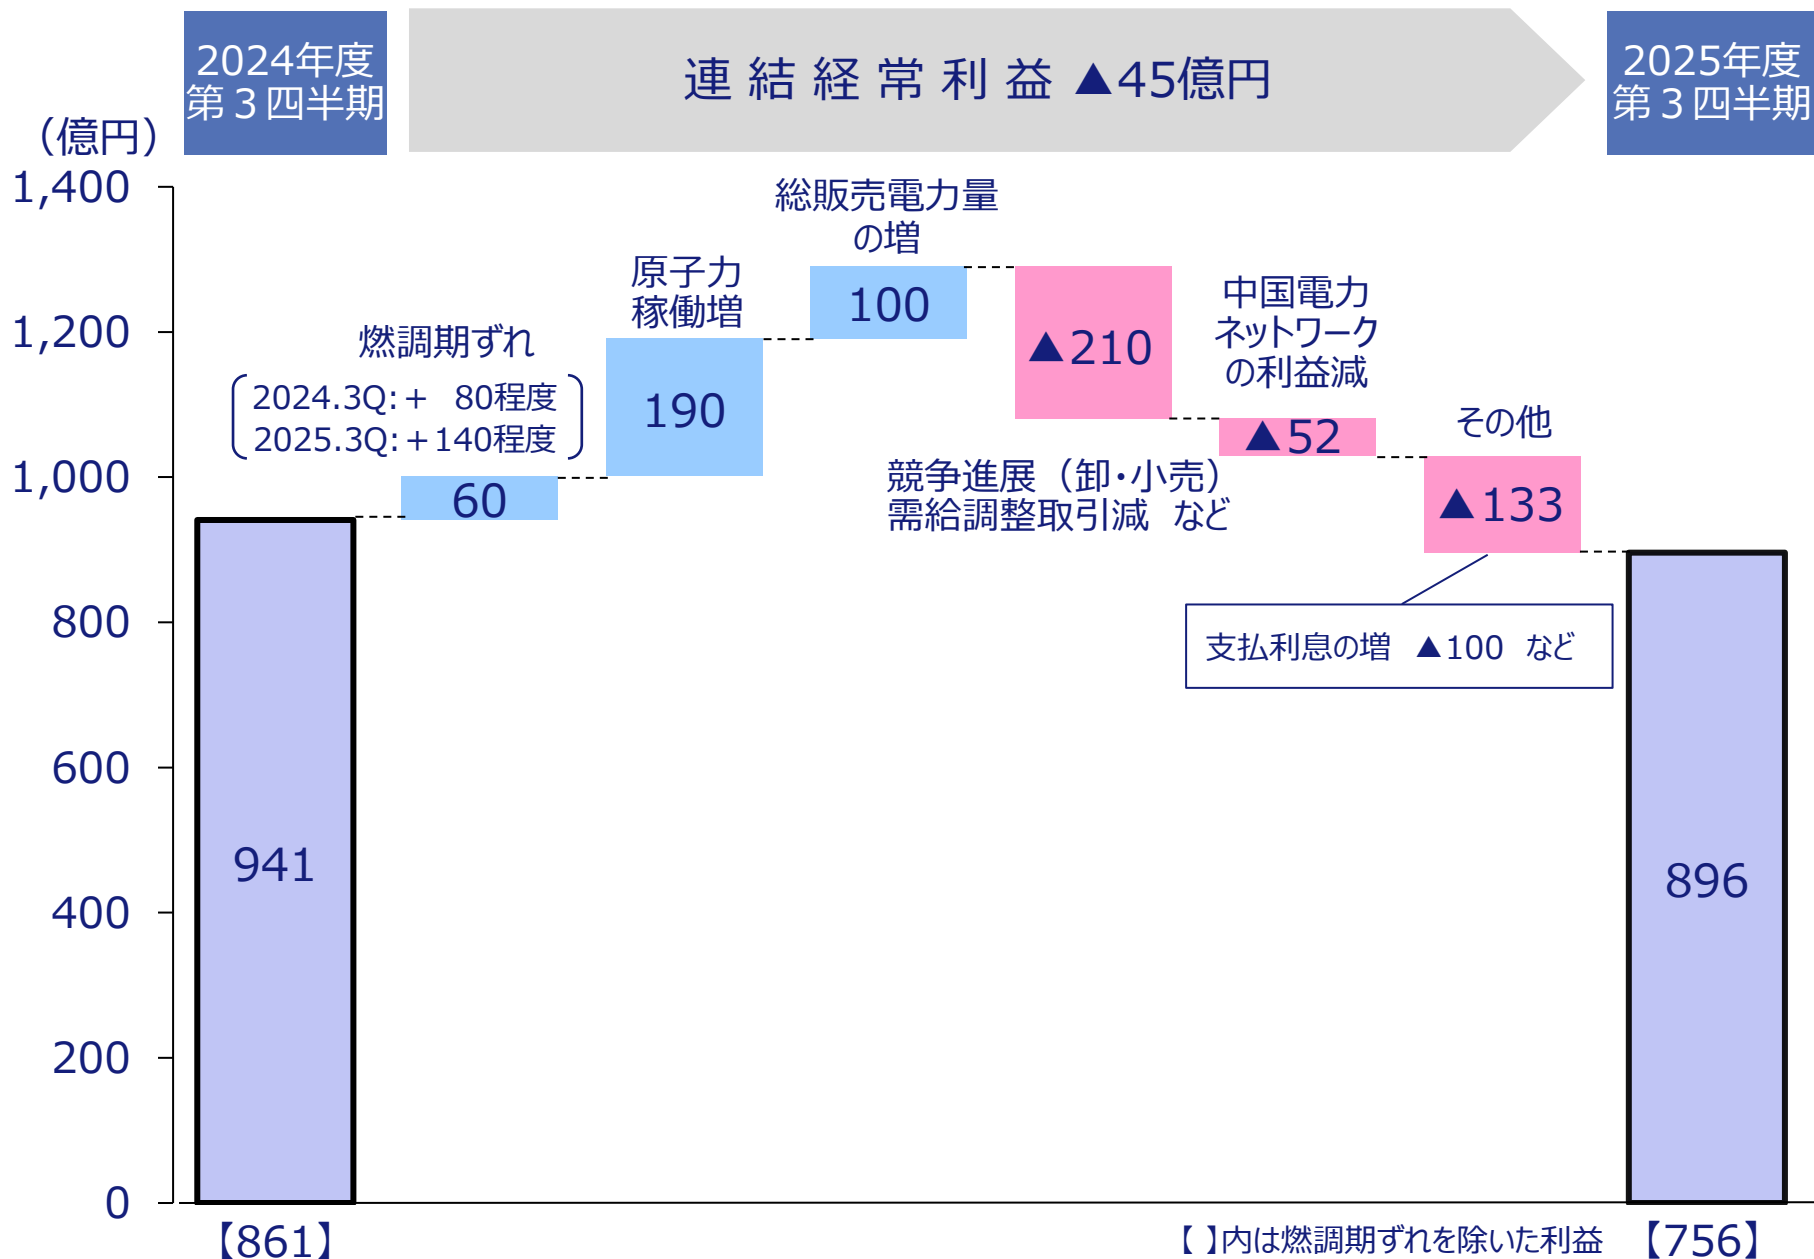 2024年度
第３四半期
連結経常利益 ▲45億円
2025年度
第３四半期
（億円）
1,400
1,200
1,000
800
600
400
200
0
燃調期ずれ
2024.3Q:＋ 80程度
2025.3Q:＋140程度
原子力
稼働増
総販売電力量
の増
中国電力
ネットワーク
の利益減
その他
競争進展（卸・小売）
需給調整取引減 など
941
60
190
100
▲210
▲52
▲133
支払利息の増 ▲100 など
896
【861】
【 】内は燃調期ずれを除いた利益
【756】